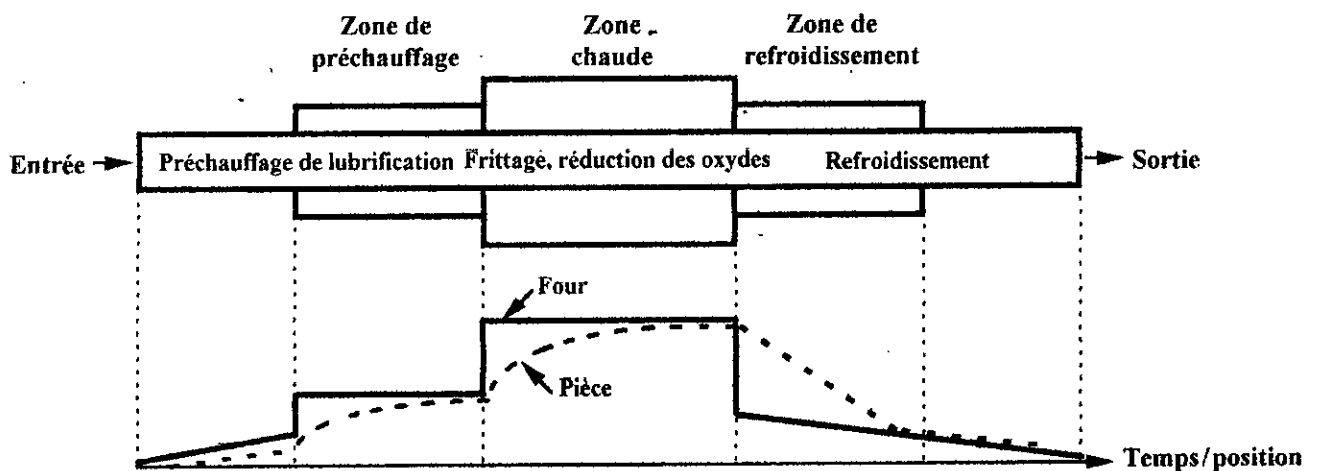 Zone de
préchauffage
Zone
chaude
Zone de
refroidissement
Entrée
Préchauffage de lubrification
Frittage, réduction des oxydes
Refroidissement
Sortie
Four
Pièce
Temps/position